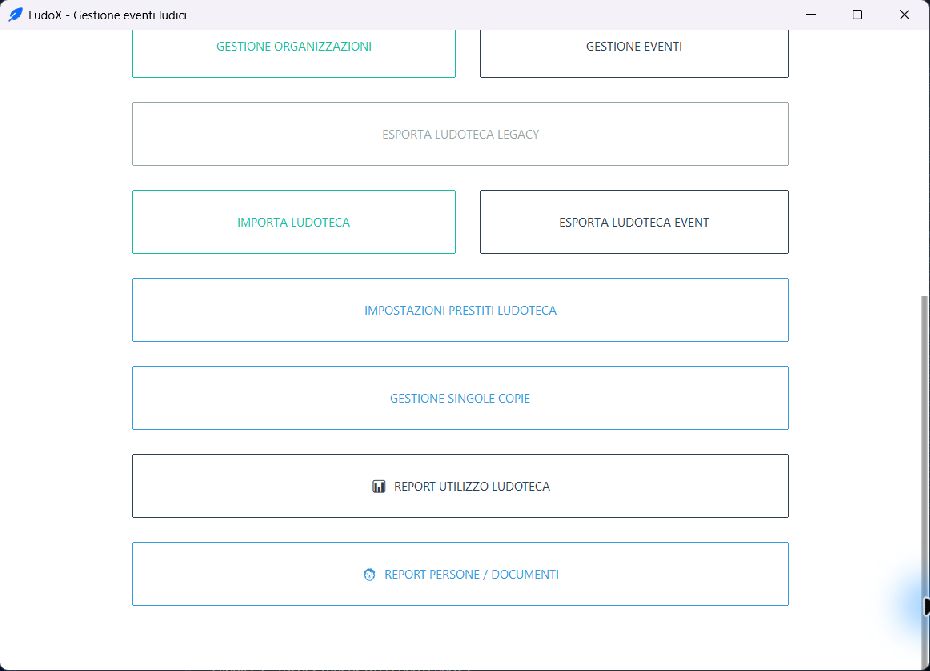 LudoX - Gestione eventi ludici
GESTIONE ORGANIZZAZIONI
GESTIONE EVENTI
ESPORTA LUDOTECA LEGACY
IMPORTA LUDOTECA
ESPORTA LUDOTECA EVENT
IMPOSTAZIONI PRESTITI LUDOTECA
GESTIONE SINGOLE COPIE
REPORT UTILIZZO LUDOTECA
REPORT PERSONE / DOCUMENTI